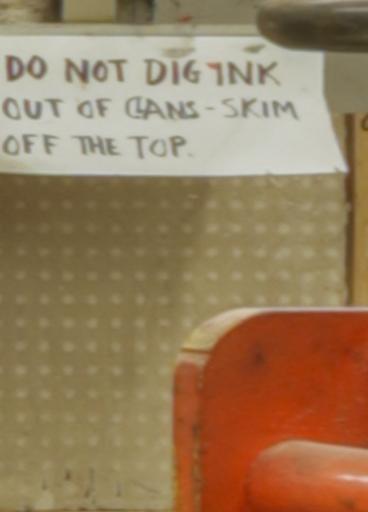 DO NOT DIG INK
OUT OF CANS - SKIM
OFF THE TOP.